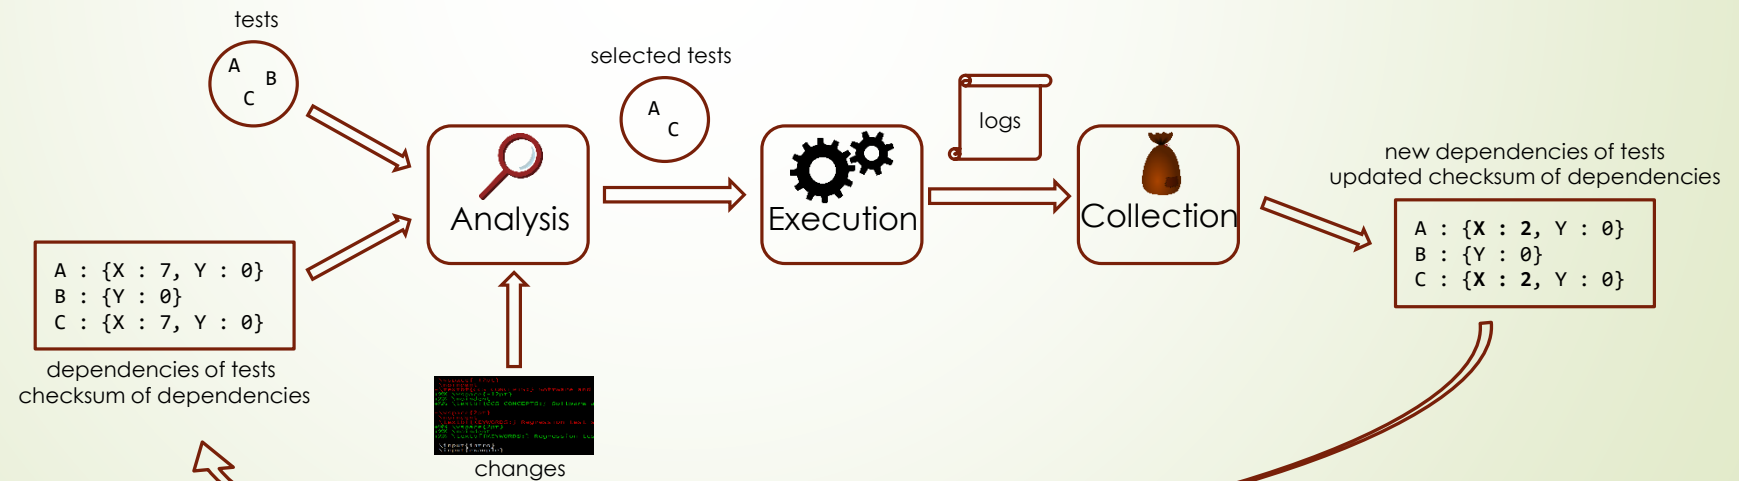 tests
A
B
C
selected tests
A
C
logs
Analysis
Execution
Collection
new dependencies of tests
updated checksum of dependencies
A : {X : 2, Y : 0}
B : {Y : 0}
C : {X : 2, Y : 0}
A : {X : 7, Y : 0}
B : {Y : 0}
C : {X : 7, Y : 0}
dependencies of tests
checksum of dependencies
changes